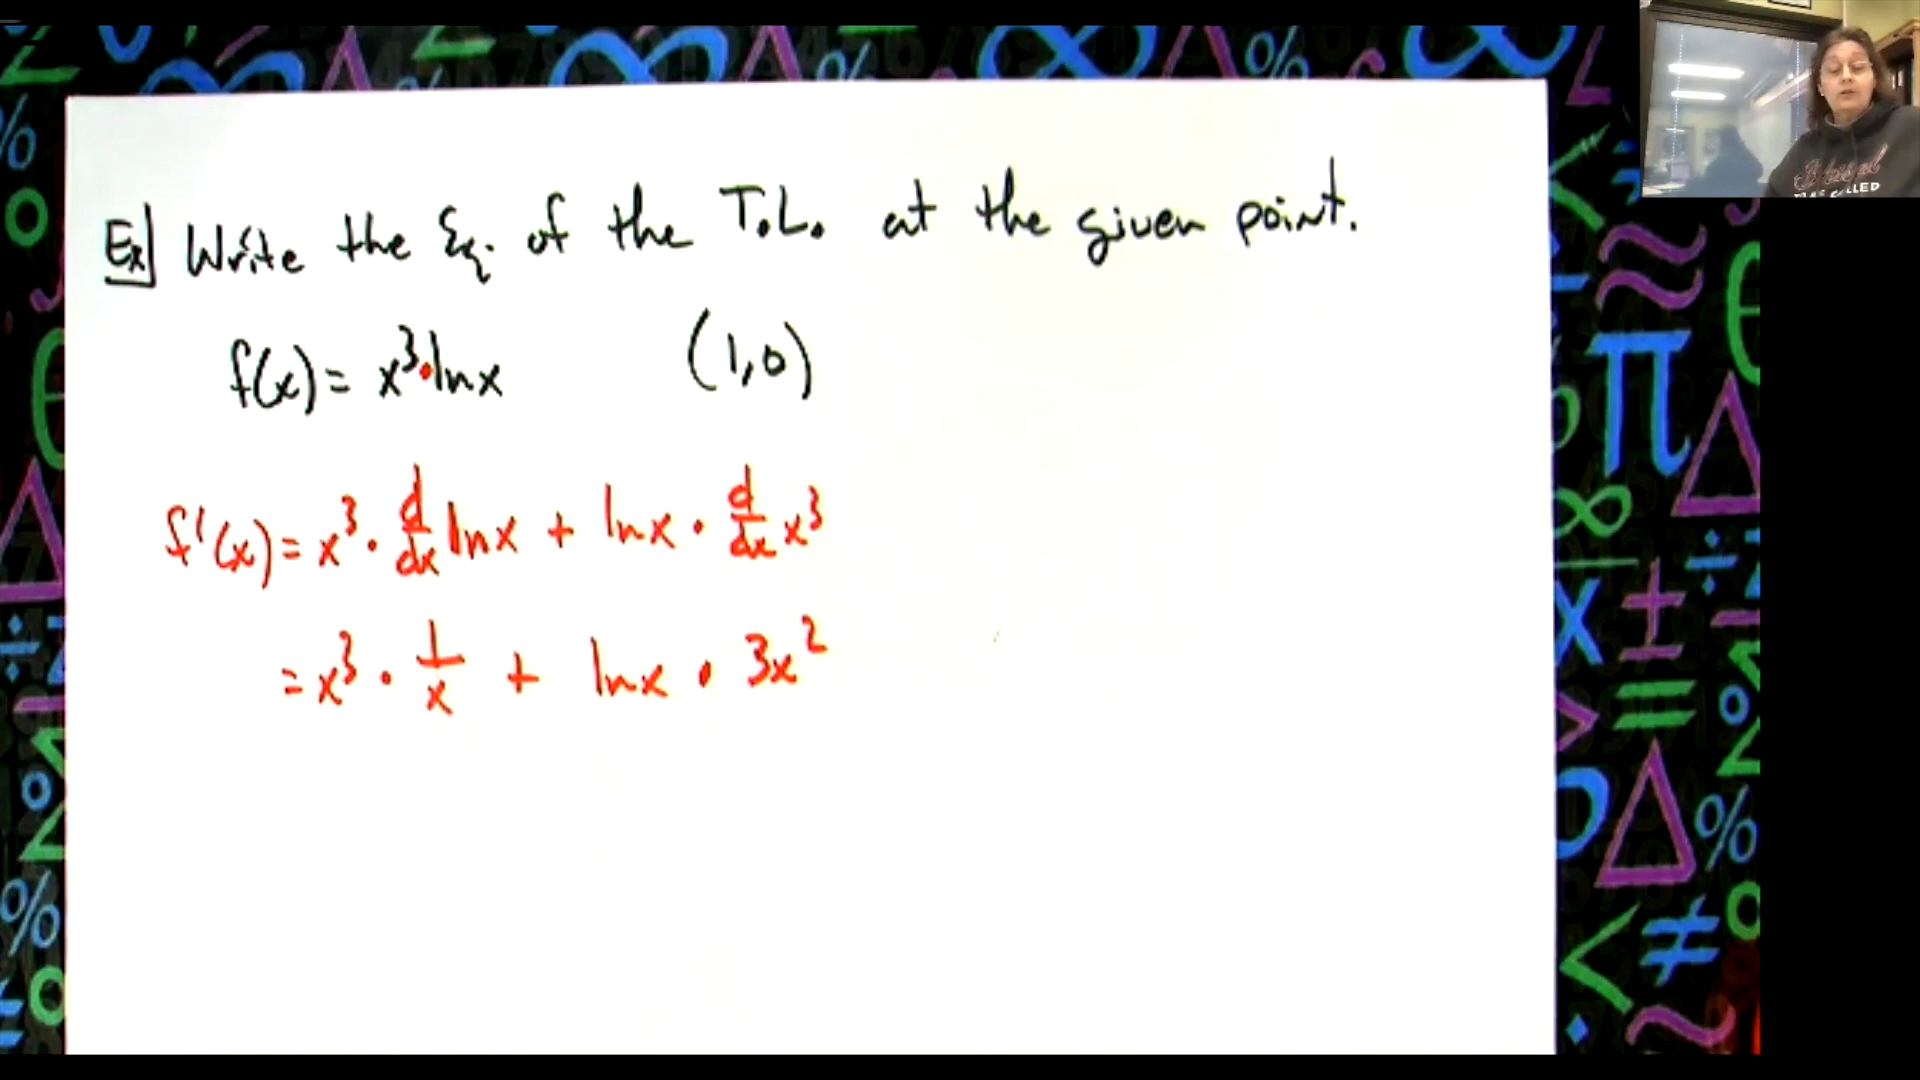 Ex] Write the Eq. of the T.L. at the given point.
f(x) = x³·lnx (1,0)
f'(x) = x³ · d/dx lnx + lnx · d/dx x³
= x³ · 1/x + lnx · 3x²